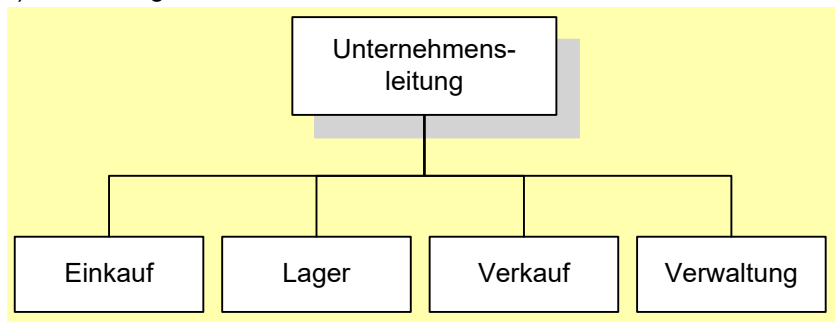 Unternehmens-
leitung
Einkauf
Lager
Verkauf
Verwaltung